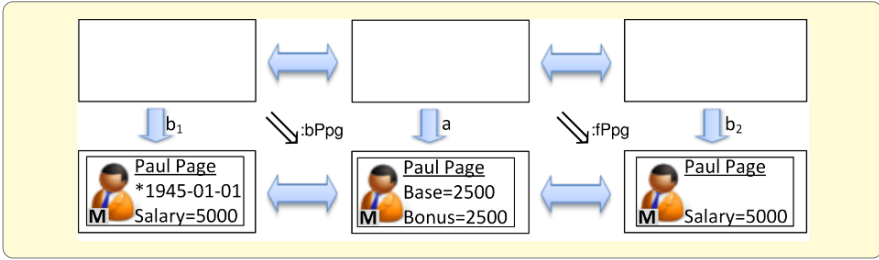 b1
:bPpg
a
:fPpg
b2
Paul Page
*1945-01-01
M Salary=5000
Paul Page
Base=2500
M Bonus=2500
Paul Page
M Salary=5000